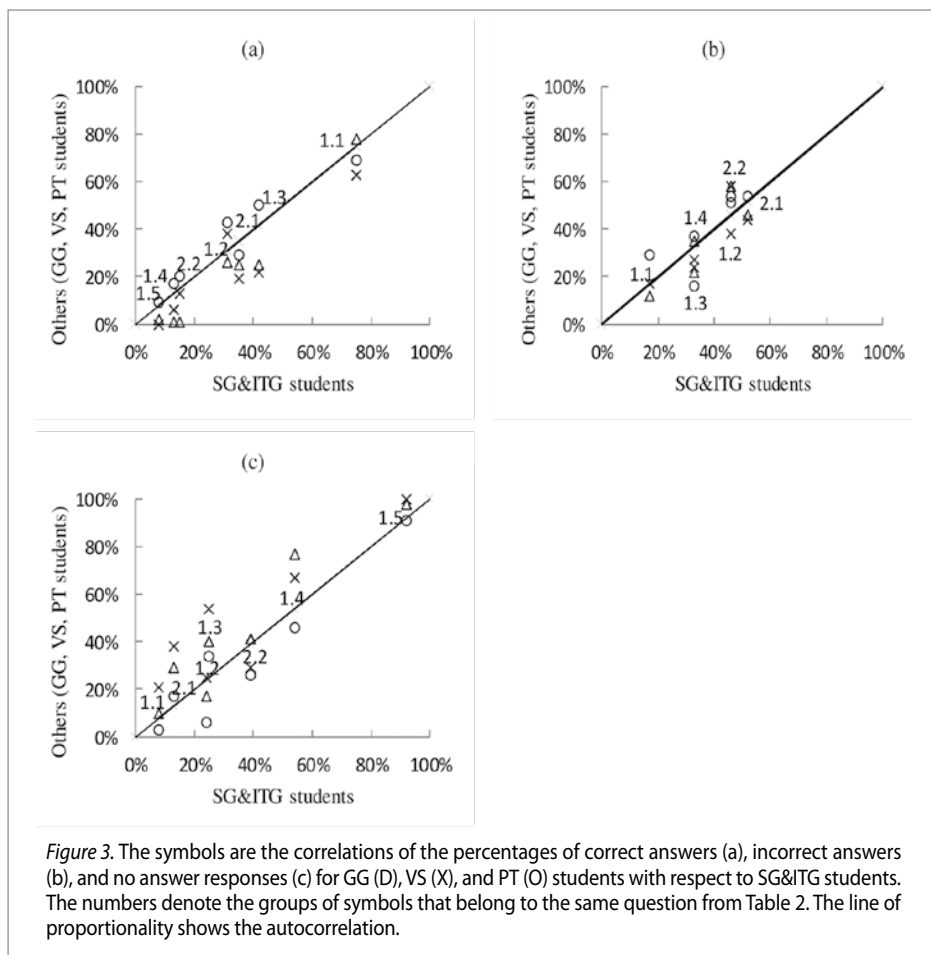 (a)
100%
80%
60%
40%
20%
0%
Others (GG, VS, PT students)
1.1
1.3
2.1
1.2
2.2
1.4
1.5
0% 20% 40% 60% 80% 100%
SG&ITG students
(b)
100%
80%
60%
40%
20%
0%
Others (GG, VS, PT students)
2.2
2.1
1.4
1.2
1.1
1.3
0% 20% 40% 60% 80% 100%
SG&ITG students
(c)
100%
80%
60%
40%
20%
0%
Others (GG, VS, PT students)
1.5
1.4
1.3
2.2
1.2
2.1
1.1
0% 20% 40% 60% 80% 100%
SG&ITG students
Figure 3. The symbols are the correlations of the percentages of correct answers (a), incorrect answers
(b), and no answer responses (c) for GG (D), VS (X), and PT (O) students with respect to SG&ITG students.
The numbers denote the groups of symbols that belong to the same question from Table 2. The line of
proportionality shows the autocorrelation.